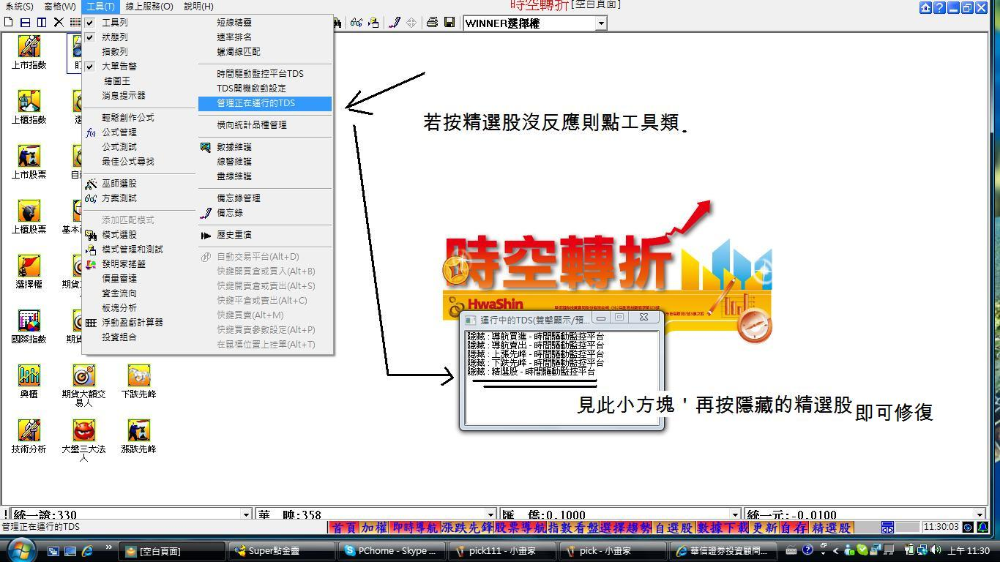 系統(S) 窗格(W) 工具(T) 線上服務(O) 說明(H)
時空轉折 [空白頁面]
WINNER選擇權
工具列
狀態列
指數列
大單告警
繪圖王
消息提示器
輕鬆創作公式
公式管理
公式測試
最佳公式尋找
巫師選股
方案測試
添加匹配模式
模式選股
模式管理和測試
發明家搖籃
價量雷達
資金流向
板塊分析
浮動盈虧計算器
投資組合
短線精靈
速率排名
蠟燭線匹配
時間驅動監控平台TDS
TDS開機啟動設定
管理正在運行的TDS
橫向統計品種管理
數據維護
線警維護
畫線維護
備忘錄管理
備忘錄
歷史重演
自動交易平台(Alt+D)
快鍵開買倉或買入(Alt+B)
快鍵開賣倉或賣出(Alt+S)
快鍵平倉或賣出(Alt+C)
快鍵買賣(Alt+M)
快鍵買賣參數設定(Alt+P)
在鼠標位置上挂單(Alt+T)
上市指數
上櫃指數
上市股票
上櫃股票
選擇權
國際指數
興櫃
期貨大額交易人
下跌先峰
技術分析
大盤三大法人
漲跌先峰
若按精選股沒反應則点工具類.
時空轉折
HwaShin
運行中的TDS(雙擊顯示/預...
隱藏 : 導航買進 - 時間驅動監控平台
隱藏 : 導航賣出 - 時間驅動監控平台
隱藏 : 上漲先峰 - 時間驅動監控平台
隱藏 : 下跌先峰 - 時間驅動監控平台
隱藏 : 精選股 - 時間驅動監控平台
見此小方塊 ' 再按隱藏的精選股 即可修復
統一證:330
華 映:358
匯 僑:0.1000
統一元:-0.0100
管理正在運行的TDS
首頁 加權 即時導航 漲跌先鋒 股票導航 指數看盤 選擇趨勢 自選股 數據下載 更新 自存 精選股
11:30:03
[空白頁面]
Super點金靈
PChome - Skype ...
pick111 - 小畫家
pick - 小畫家
華信證券投資顧問...
上午 11:30